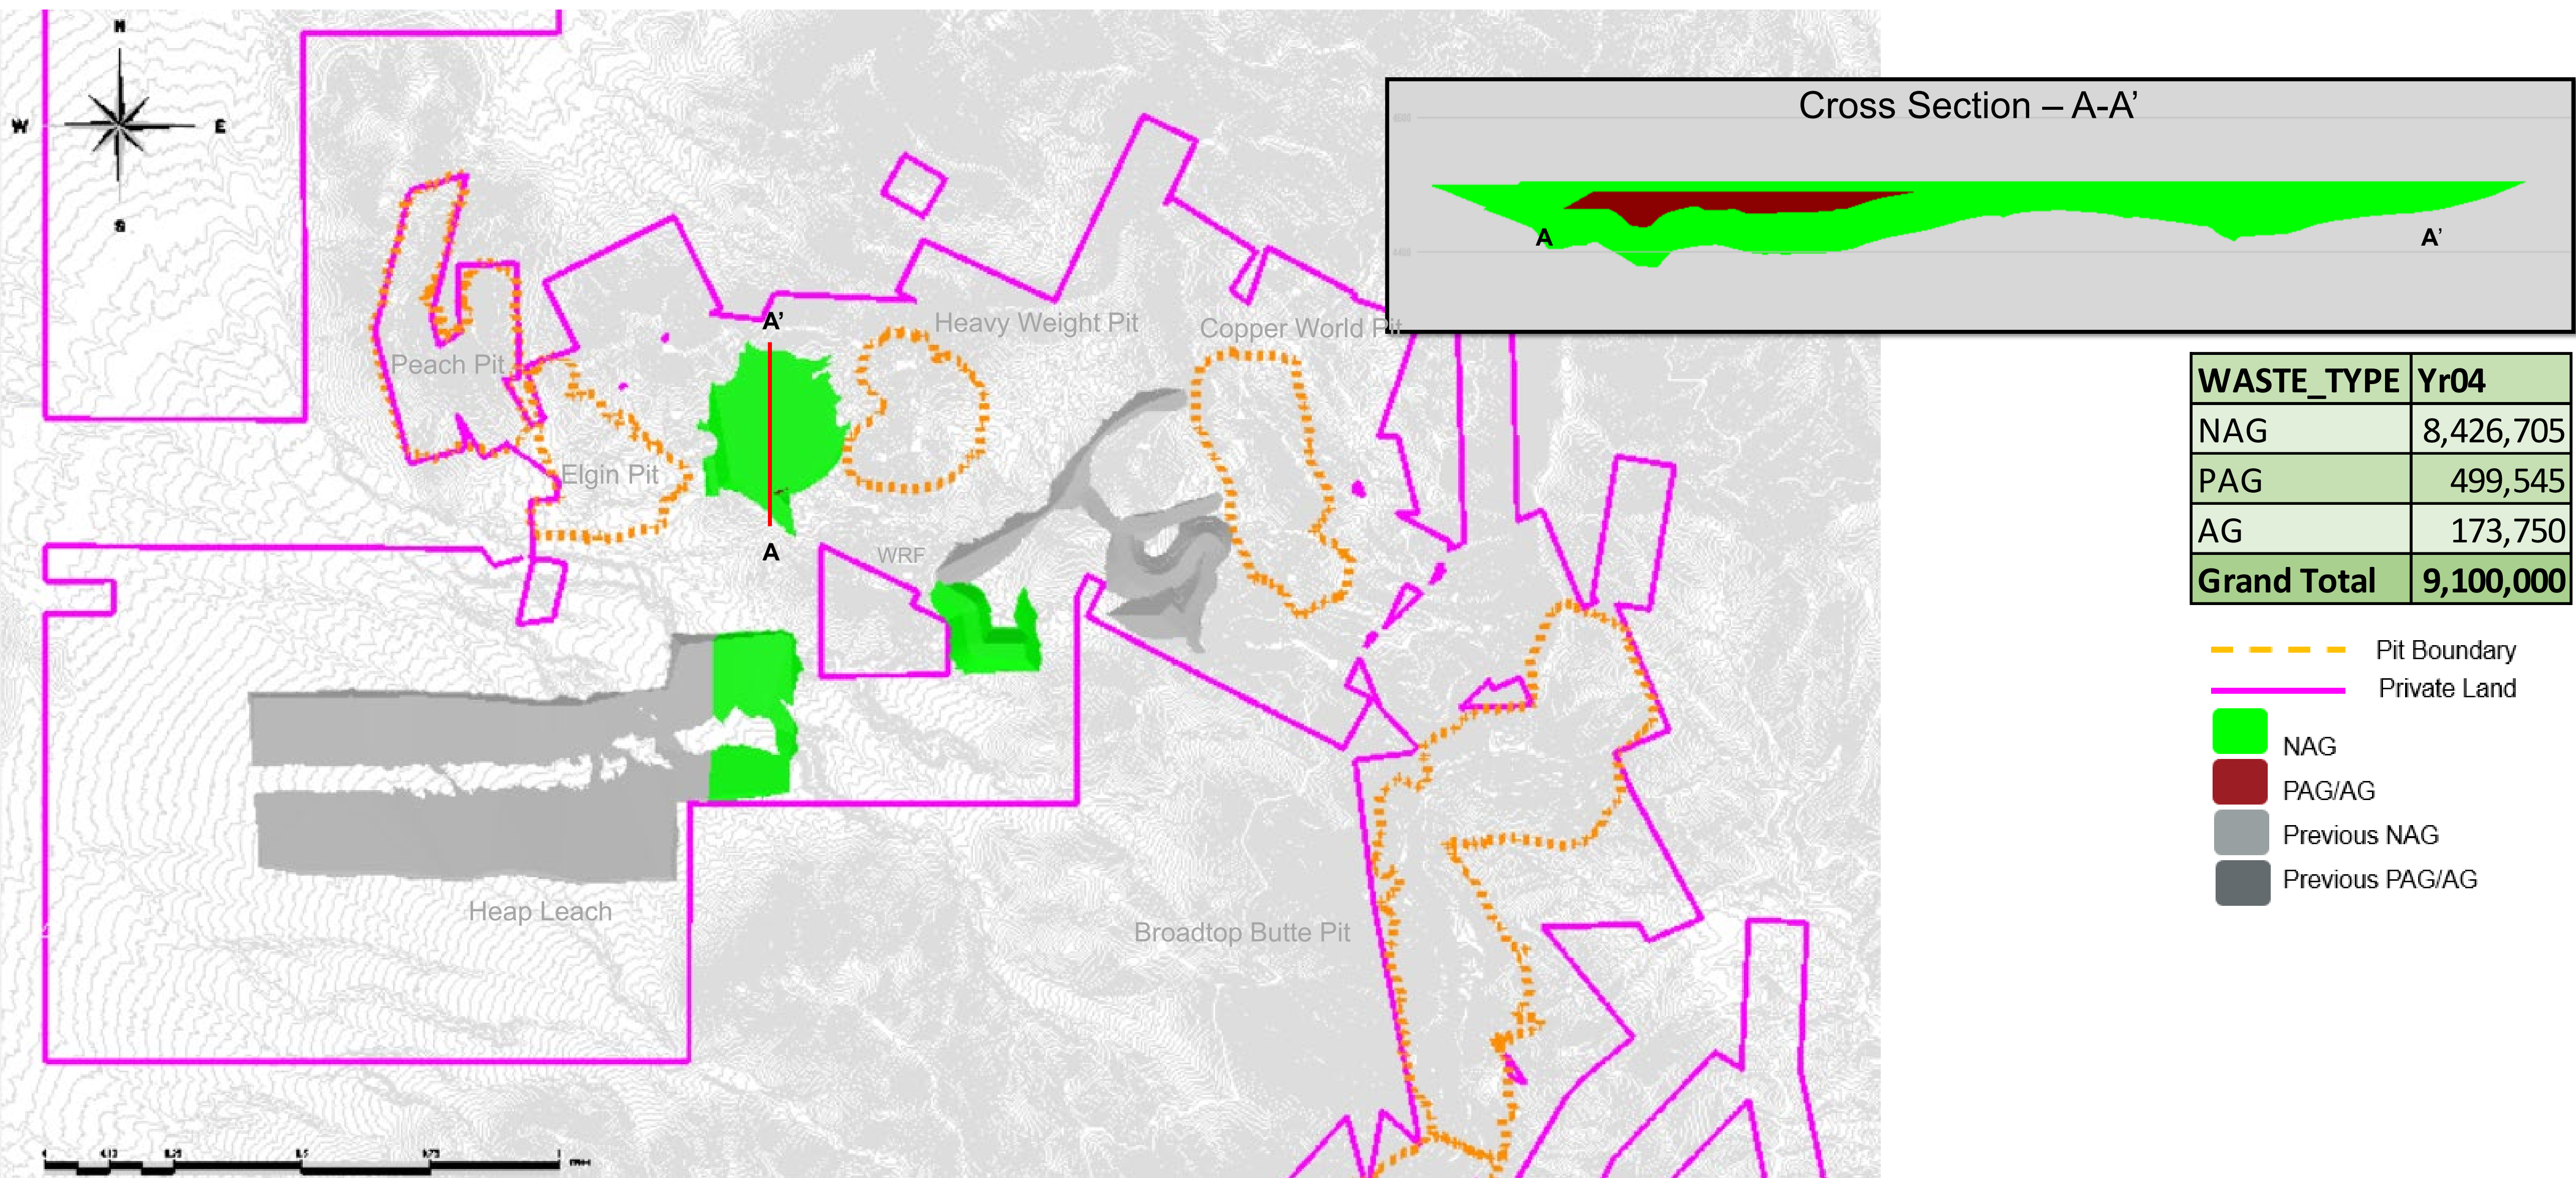 N
W E
S
Cross Section – A-A’
A A’
Heavy Weight Pit
Copper World Pit
A’
Peach Pit
Elgin Pit
A
WRF
Heap Leach
Broadtop Butte Pit
WASTE_TYPE Yr04
NAG 8,426,705
PAG 499,545
AG 173,750
Grand Total 9,100,000
Pit Boundary
Private Land
NAG
PAG/AG
Previous NAG
Previous PAG/AG